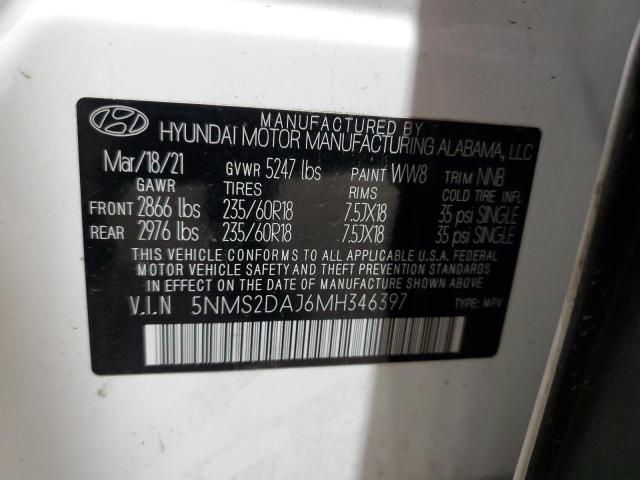 MANUFACTURED BY
HYUNDAI MOTOR MANUFACTURING ALABAMA, LLC
Mar/18/21 GVWR 5247 lbs PAINT WW8 TRIM NNB
GAWR TIRES RIMS COLD TIRE INFL
FRONT 2866 lbs 235/60R18 7.5JX18 35 psi SINGLE
REAR 2976 lbs 235/60R18 7.5JX18 35 psi SINGLE
THIS VEHICLE CONFORMS TO ALL APPLICABLE U.S.A. FEDERAL
MOTOR VEHICLE SAFETY AND THEFT PREVENTION STANDARDS
IN EFFECT ON THE DATE OF MANUFACTURE SHOWN ABOVE.
V.I.N 5NMS2DAJ6MH346397 TYPE: MPV